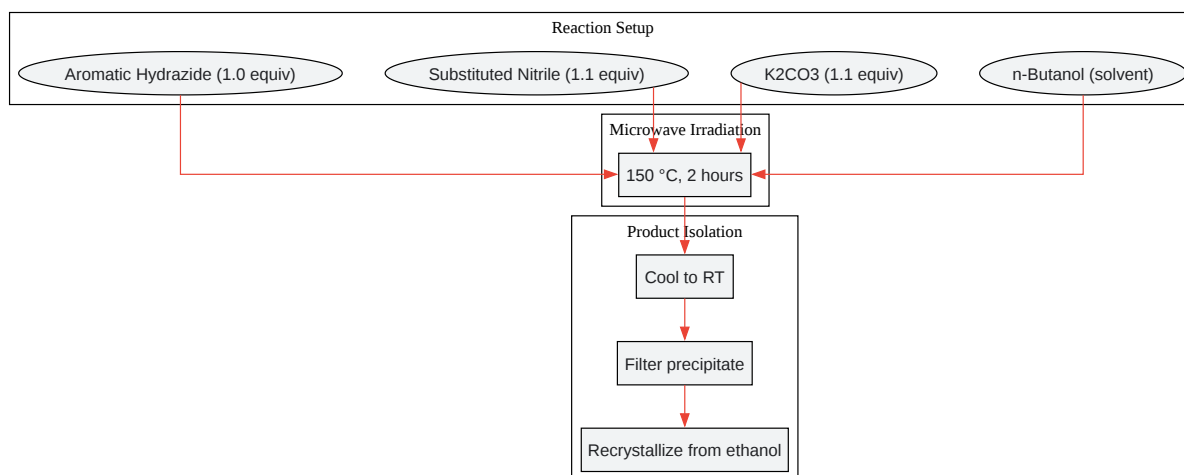 Reaction Setup
Aromatic Hydrazide (1.0 equiv)
Substituted Nitrile (1.1 equiv)
K2CO3 (1.1 equiv)
n-Butanol (solvent)
Microwave Irradiation
150 °C, 2 hours
Product Isolation
Cool to RT
Filter precipitate
Recrystallize from ethanol